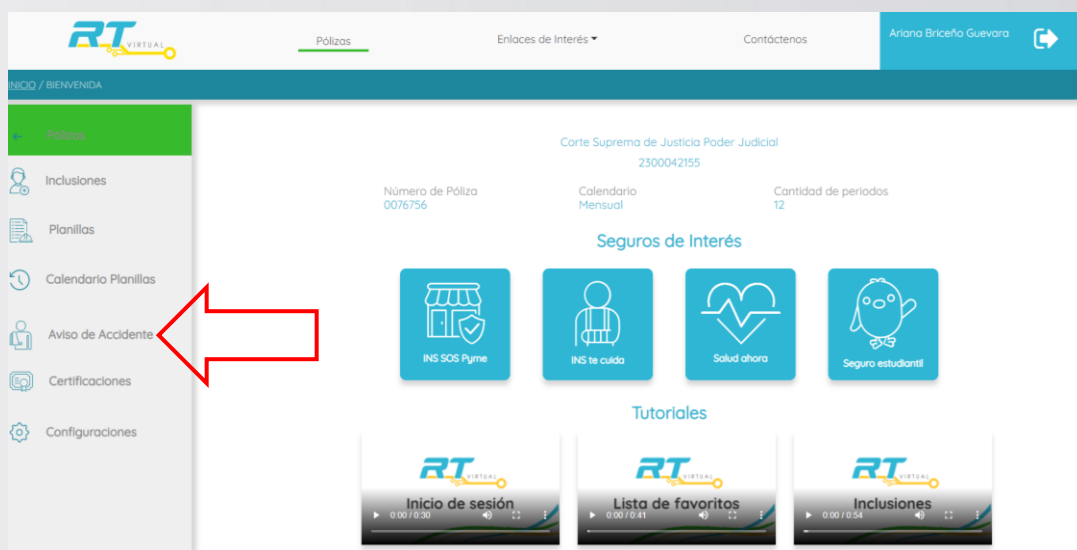 RT VIRTUAL
Pólizas
Enlaces de Interés
Contáctenos
Ariana Briceño Guevara
INICIO / BIENVENIDA
Pólizas
Inclusiones
Planillas
Calendario Planillas
Aviso de Accidente
Certificaciones
Configuraciones
Corte Suprema de Justicia Poder Judicial
2300042155
Número de Póliza
0076756
Calendario
Mensual
Cantidad de periodos
12
Seguros de Interés
INS SOS Pyme
INS te cuida
Salud ahora
Seguro estudiantil
Tutoriales
RT VIRTUAL
Inicio de sesión
0:00 / 0:30
RT VIRTUAL
Lista de favoritos
0:00 / 0:41
RT VIRTUAL
Inclusiones
0:00 / 0:54